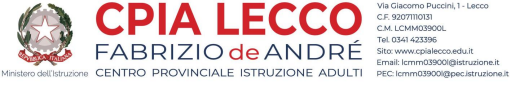 CPIA LECCO
FABRIZIO de ANDRÉ
Ministero dell'Istruzione CENTRO PROVINCIALE ISTRUZIONE ADULTI
Via Giacomo Puccini, 1 - Lecco
C.F. 92071110131
C.M. LCMM03900L
Tel. 0341 423396
Sito: www.cpialecco.edu.it
Email: lcmm03900l@istruzione.it
PEC: lcmm03900l@pec.istruzione.it